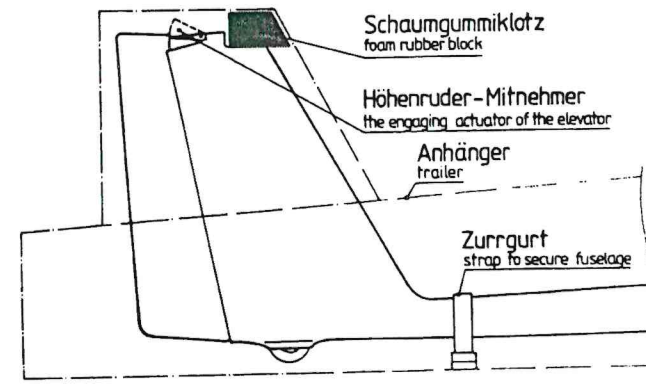 Schaumgummiklotz
foam rubber block
Höhenruder-Mitnehmer
the engaging actuator of the elevator
Anhänger
trailer
Zurrgurt
strap to secure fuselage